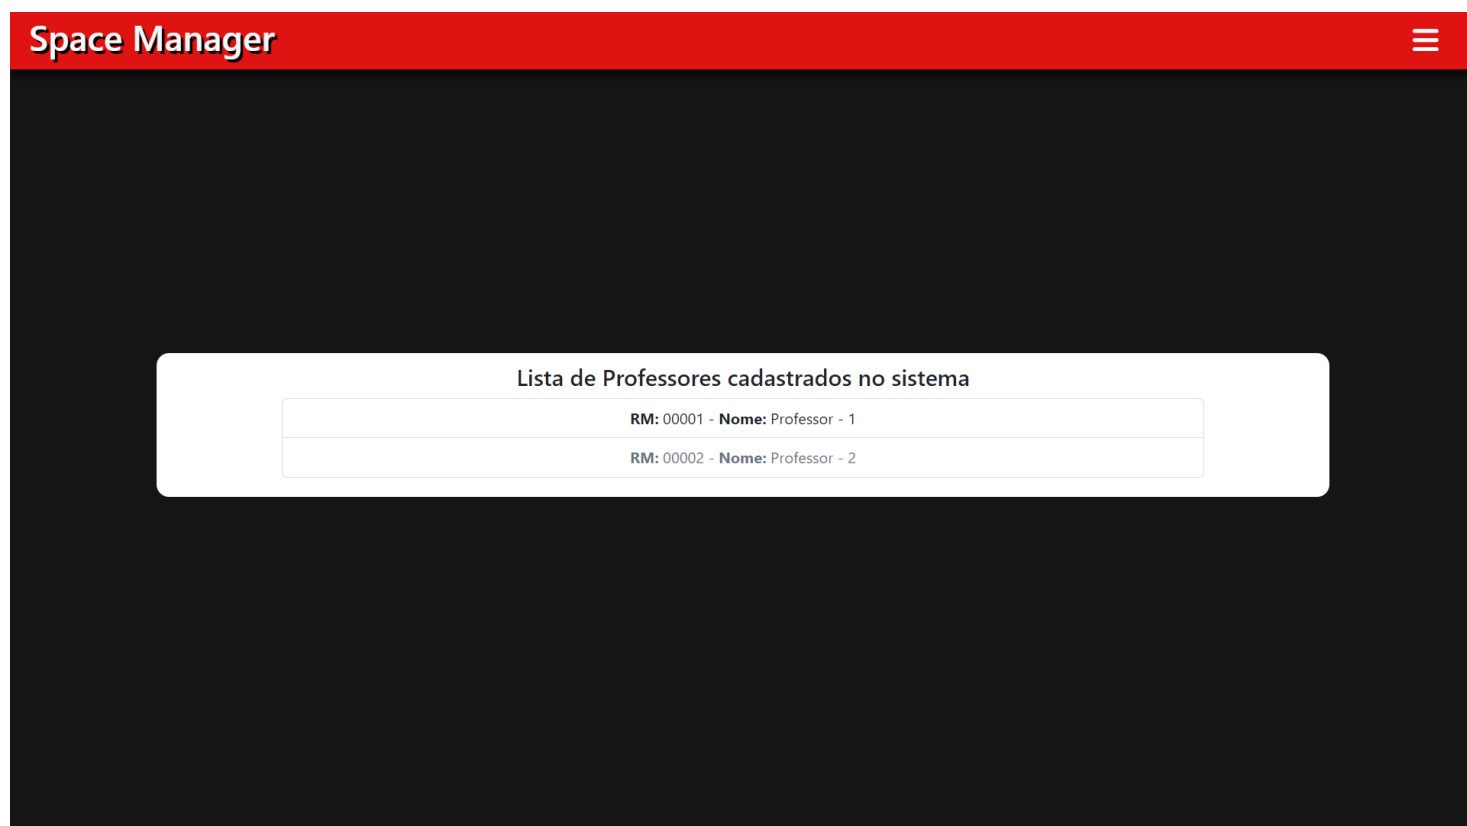 Space Manager
Lista de Professores cadastrados no sistema
RM: 00001 - Nome: Professor - 1
RM: 00002 - Nome: Professor - 2